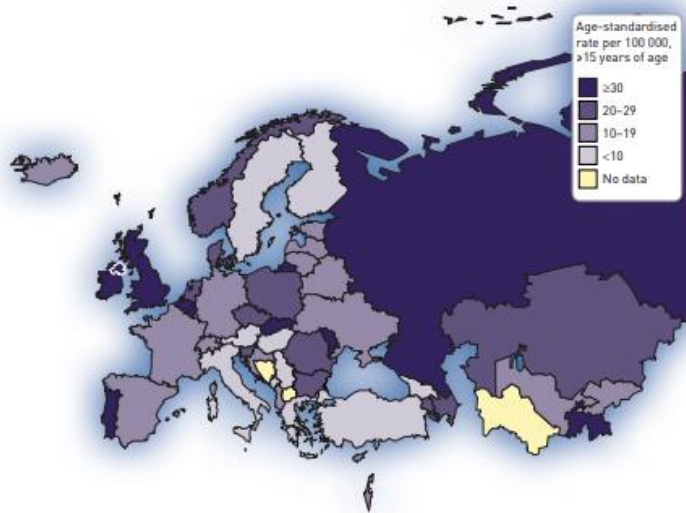 Age-standardised
rate per 100 000,
≥15 years of age
≥30
20–29
10–19
<10
No data